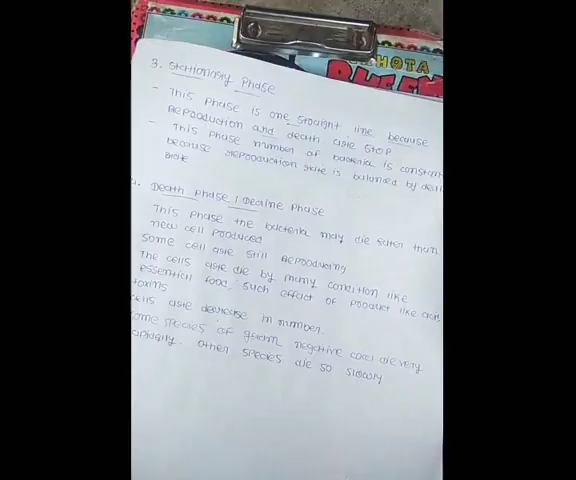 HOTA
BHEEM
3. Stationary Phase
- This phase is one straight line because
Reproduction and death are stop
- This phase number of bacteria is constant
because reproduction rate is balanced by death
rate
4. Death phase / Decline Phase
This phase the bacteria may die faster than
new cell produced
some cell are still Reproducing
The cells are die by many condition like
essential food, such effect of product like acids
toxins
cells are decrease in number.
some species of gram negative cocci die very
rapidly. other species die so slowly